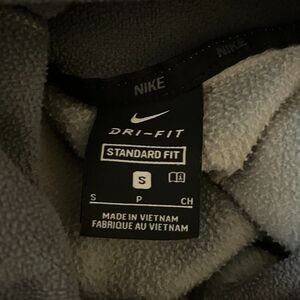 NIKE
NIKE
DRI-FIT
STANDARD FIT
S
S P CH
MADE IN VIETNAM
FABRIQUE AU VIETNAM